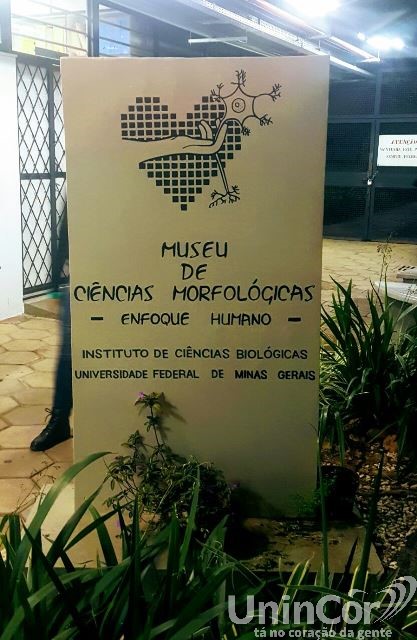 ATENÇÃO
MUSEU
DE
CIÊNCIAS MORFOLÓGICAS
- ENFOQUE HUMANO -
INSTITUTO DE CIÊNCIAS BIOLÓGICAS
UNIVERSIDADE FEDERAL DE MINAS GERAIS
UninCor
tá no coração da gente